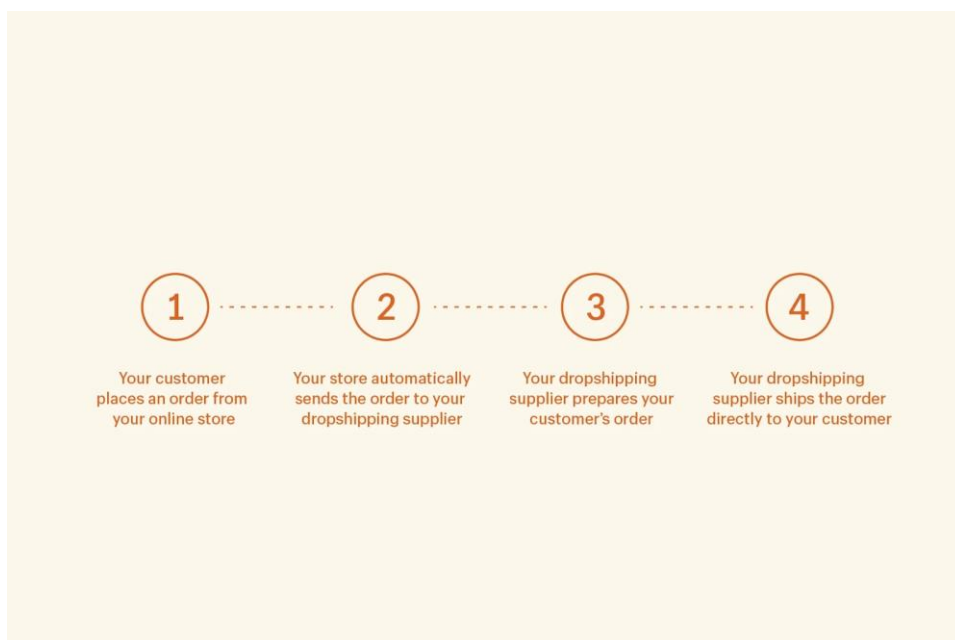 1
Your customer
places an order from
your online store
2
Your store automatically
sends the order to your
dropshipping supplier
3
Your dropshipping
supplier prepares your
customer's order
4
Your dropshipping
supplier ships the order
directly to your customer